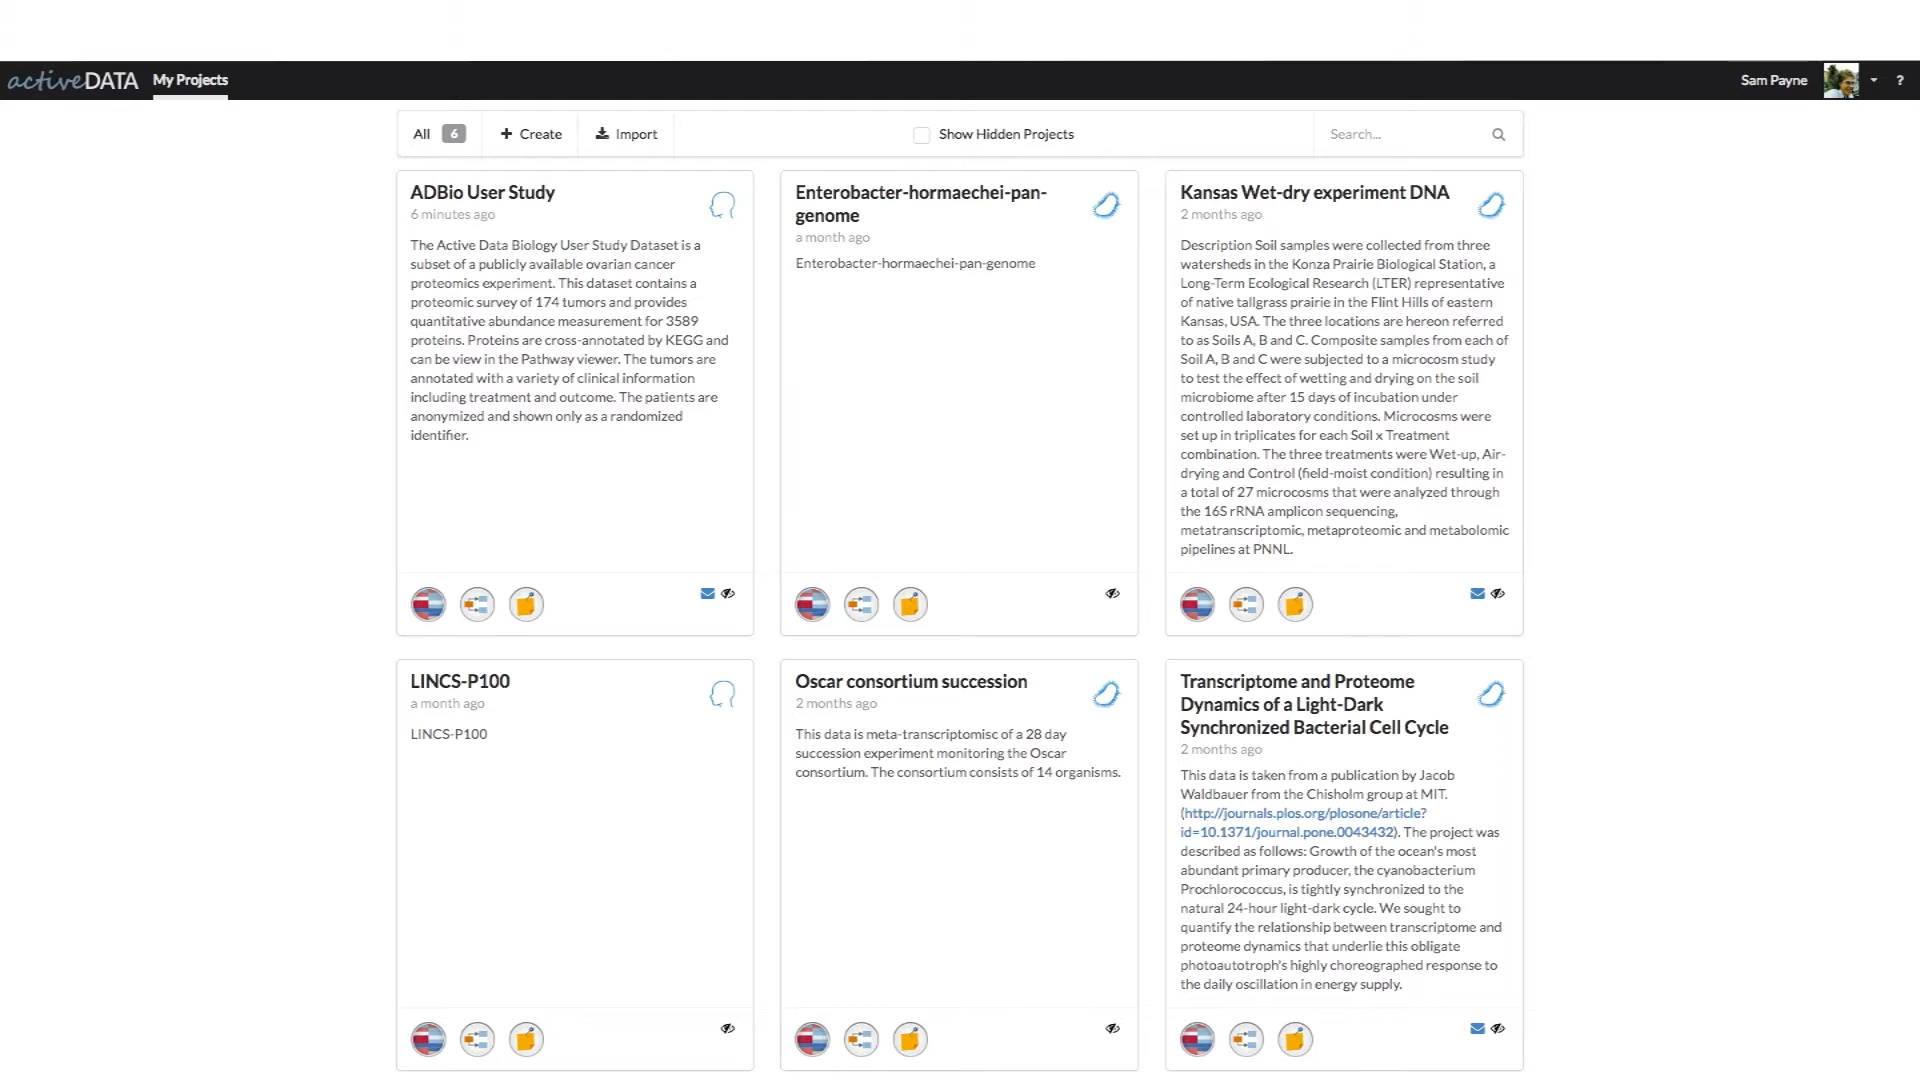 activeDATA My Projects Sam Payne ?
All 6 Create Import Show Hidden Projects Search...
ADBio User Study
6 minutes ago
The Active Data Biology User Study Dataset is a
subset of a publicly available ovarian cancer
proteomics experiment. This dataset contains a
proteomic survey of 174 tumors and provides
quantitative abundance measurement for 3589
proteins. Proteins are cross-annotated by KEGG and
can be view in the Pathway viewer. The tumors are
annotated with a variety of clinical information
including treatment and outcome. The patients are
anonymized and shown only as a randomized
identifier.
Enterobacter-hormaechei-pan-
genome
a month ago
Enterobacter-hormaechei-pan-genome
Kansas Wet-dry experiment DNA
2 months ago
Description Soil samples were collected from three
watersheds in the Konza Prairie Biological Station, a
Long-Term Ecological Research (LTER) representative
of native tallgrass prairie in the Flint Hills of eastern
Kansas, USA. The three locations are hereon referred
to as Soils A, B and C. Composite samples from each of
Soil A, B and C were subjected to a microcosm study
to test the effect of wetting and drying on the soil
microbiome after 15 days of incubation under
controlled laboratory conditions. Microcosms were
set up in triplicates for each Soil x Treatment
combination. The three treatments were Wet-up, Air-
drying and Control (field-moist condition) resulting in
a total of 27 microcosms that were analyzed through
the 16S rRNA amplicon sequencing,
metatranscriptomic, metaproteomic and metabolomic
pipelines at PNNL.
LINCS-P100
a month ago
LINCS-P100
Oscar consortium succession
2 months ago
This data is meta-transcriptomisc of a 28 day
succession experiment monitoring the Oscar
consortium. The consortium consists of 14 organisms.
Transcriptome and Proteome
Dynamics of a Light-Dark
Synchronized Bacterial Cell Cycle
2 months ago
This data is taken from a publication by Jacob
Waldbauer from the Chisholm group at MIT.
(http://journals.plos.org/plosone/article?
id=10.1371/journal.pone.0043432). The project was
described as follows: Growth of the ocean's most
abundant primary producer, the cyanobacterium
Prochlorococcus, is tightly synchronized to the
natural 24-hour light-dark cycle. We sought to
quantify the relationship between transcriptome and
proteome dynamics that underlie this obligate
photoautotroph's highly choreographed response to
the daily oscillation in energy supply.